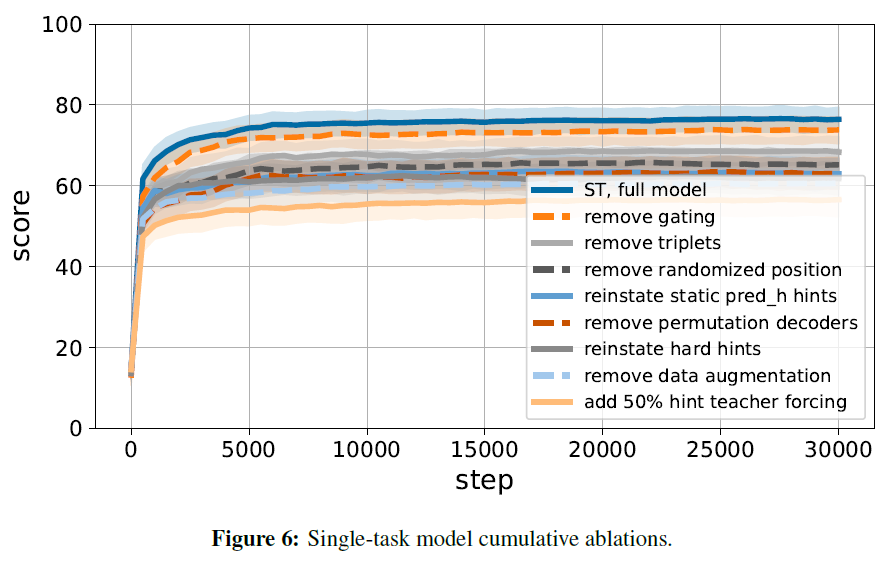 100
80
60
40
20
0
score
ST, full model
remove gating
remove triplets
remove randomized position
reinstate static pred_h hints
remove permutation decoders
reinstate hard hints
remove data augmentation
add 50% hint teacher forcing
0 5000 10000 15000 20000 25000 30000
step
Figure 6: Single-task model cumulative ablations.